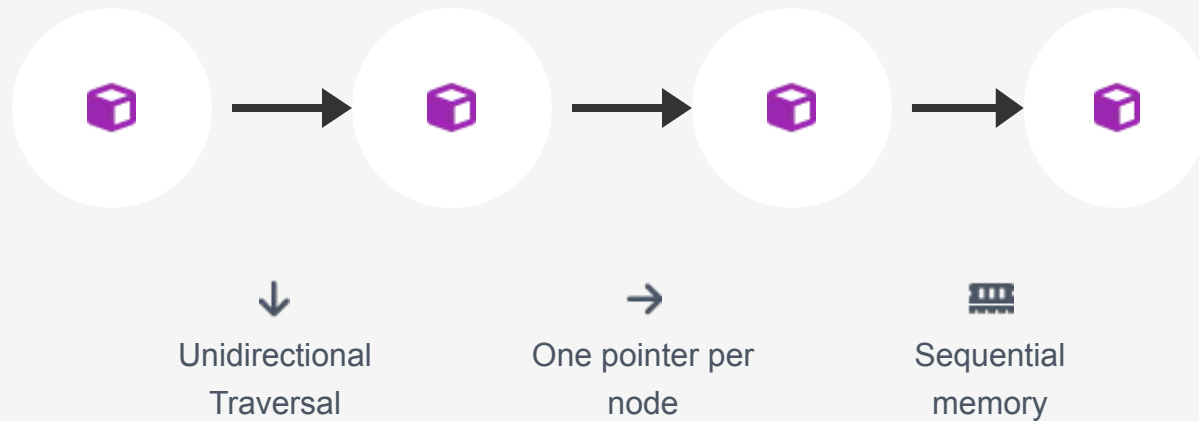 Unidirectional
Traversal
One pointer per
node
Sequential
memory